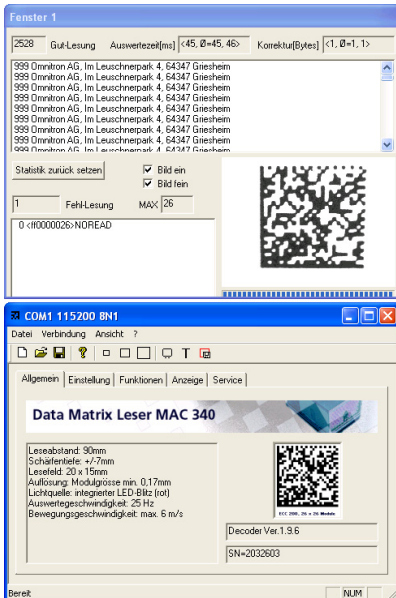 Fenster 1
2528 Gut-Lesung Auswertezeit[ms] <45, Ø=45, 46> Korrektur[Bytes] <1, Ø=1, 1>
999 Omnitron AG, Im Leuschnerpark 4, 64347 Griesheim
999 Omnitron AG, Im Leuschnerpark 4, 64347 Griesheim
999 Omnitron AG, Im Leuschnerpark 4, 64347 Griesheim
999 Omnitron AG, Im Leuschnerpark 4, 64347 Griesheim
999 Omnitron AG, Im Leuschnerpark 4, 64347 Griesheim
999 Omnitron AG, Im Leuschnerpark 4, 64347 Griesheim
999 Omnitron AG, Im Leuschnerpark 4, 64347 Griesheim
999 Omnitron AG, Im Leuschnerpark 4, 64347 Griesheim
Statistik zurück setzen
Bild ein
Bild fein
1 Fehl-Lesung MAX 26
0 <ff0000026>NOREAD
COM1 115200 8N1
Datei Verbindung Ansicht ?
T
Allgemein Einstellung Funktionen Anzeige Service
Data Matrix Leser MAC 340
Leseabstand: 90mm
Schärfentiefe: +/-7mm
Lesefeld: 20 x 15mm
Auflösung: Modulgrösse min. 0,17mm
Lichtquelle: integrierter LED-Blitz (rot)
Auswertegeschwindigkeit: 25 Hz
Bewegungsgeschwindigkeit: max. 6 m/s
ECC 200, 26 x 26 Module
Decoder Ver.1.9.6
SN=2032603
Bereit NUM